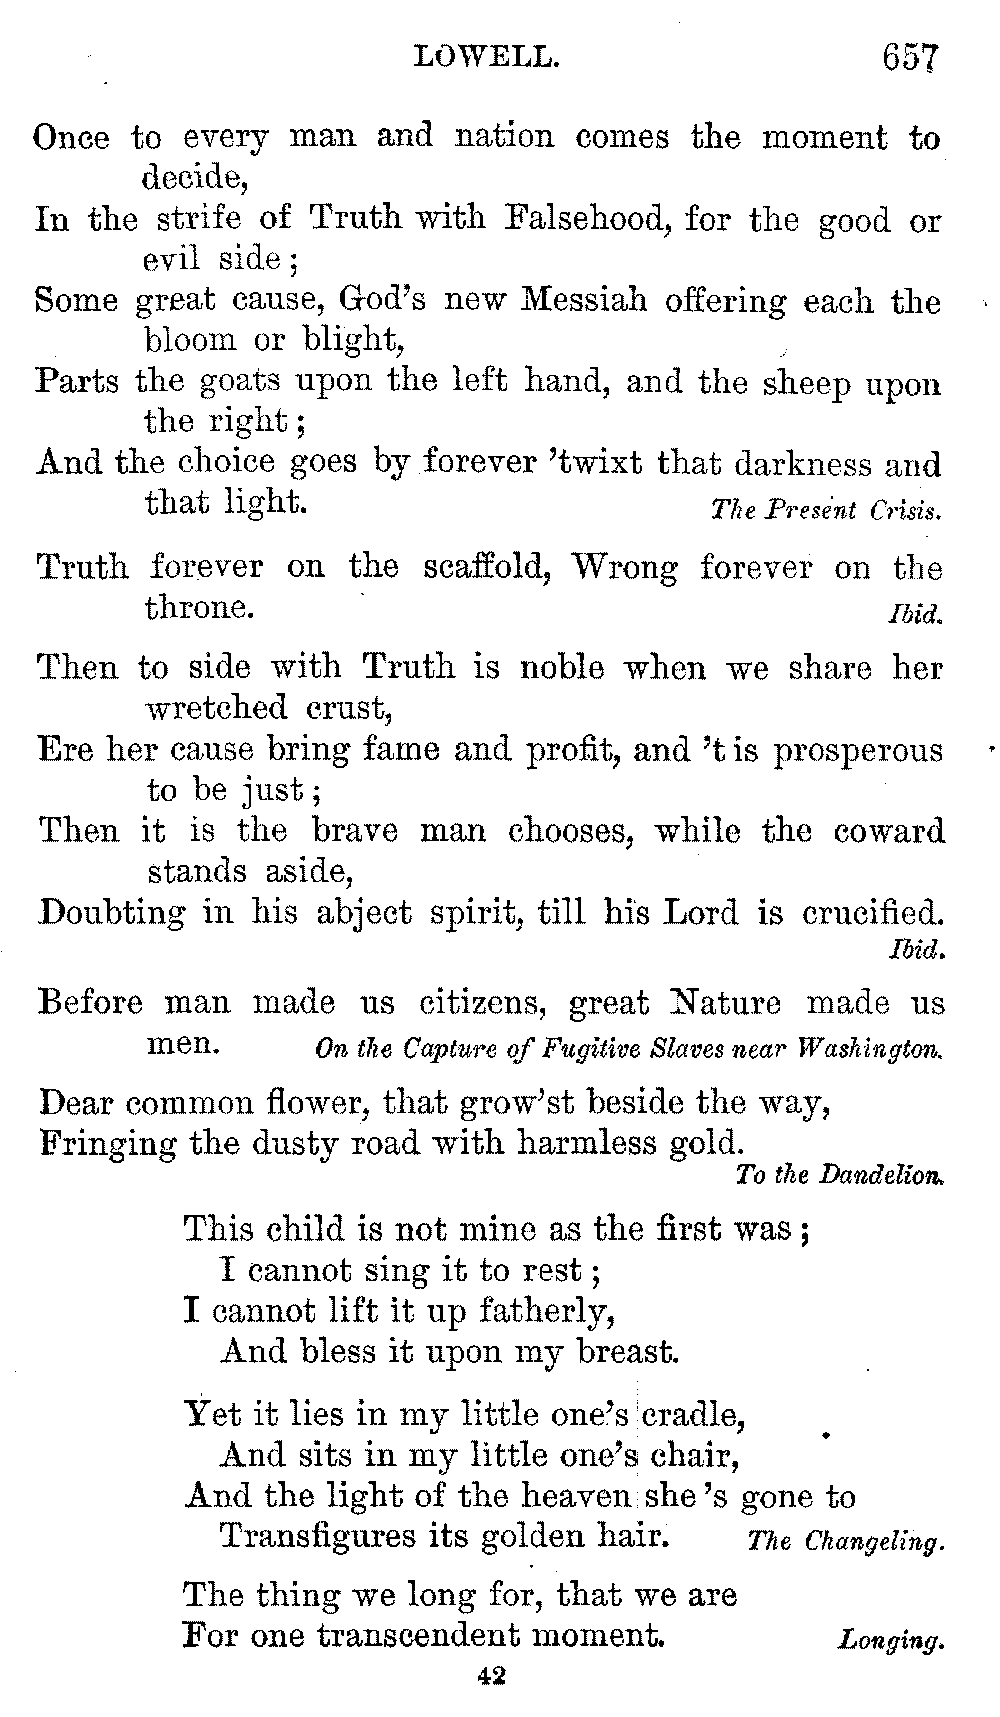 LOWELL. 657
Once to every man and nation comes the moment to
decide,
In the strife of Truth with Falsehood, for the good or
evil side ;
Some great cause, God's new Messiah offering each the
bloom or blight,
Parts the goats upon the left hand, and the sheep upon
the right ;
And the choice goes by forever 'twixt that darkness and
that light. The Present Crisis.
Truth forever on the scaffold, Wrong forever on the
throne. Ibid.
Then to side with Truth is noble when we share her
wretched crust,
Ere her cause bring fame and profit, and 't is prosperous
to be just ;
Then it is the brave man chooses, while the coward
stands aside,
Doubting in his abject spirit, till his Lord is crucified.
Ibid.
Before man made us citizens, great Nature made us
men. On the Capture of Fugitive Slaves near Washington.
Dear common flower, that grow'st beside the way,
Fringing the dusty road with harmless gold.
To the Dandelion.
This child is not mine as the first was ;
I cannot sing it to rest ;
I cannot lift it up fatherly,
And bless it upon my breast.
Yet it lies in my little one's cradle,
And sits in my little one's chair,
And the light of the heaven she 's gone to
Transfigures its golden hair. The Changeling.
The thing we long for, that we are
For one transcendent moment. Longing.
42